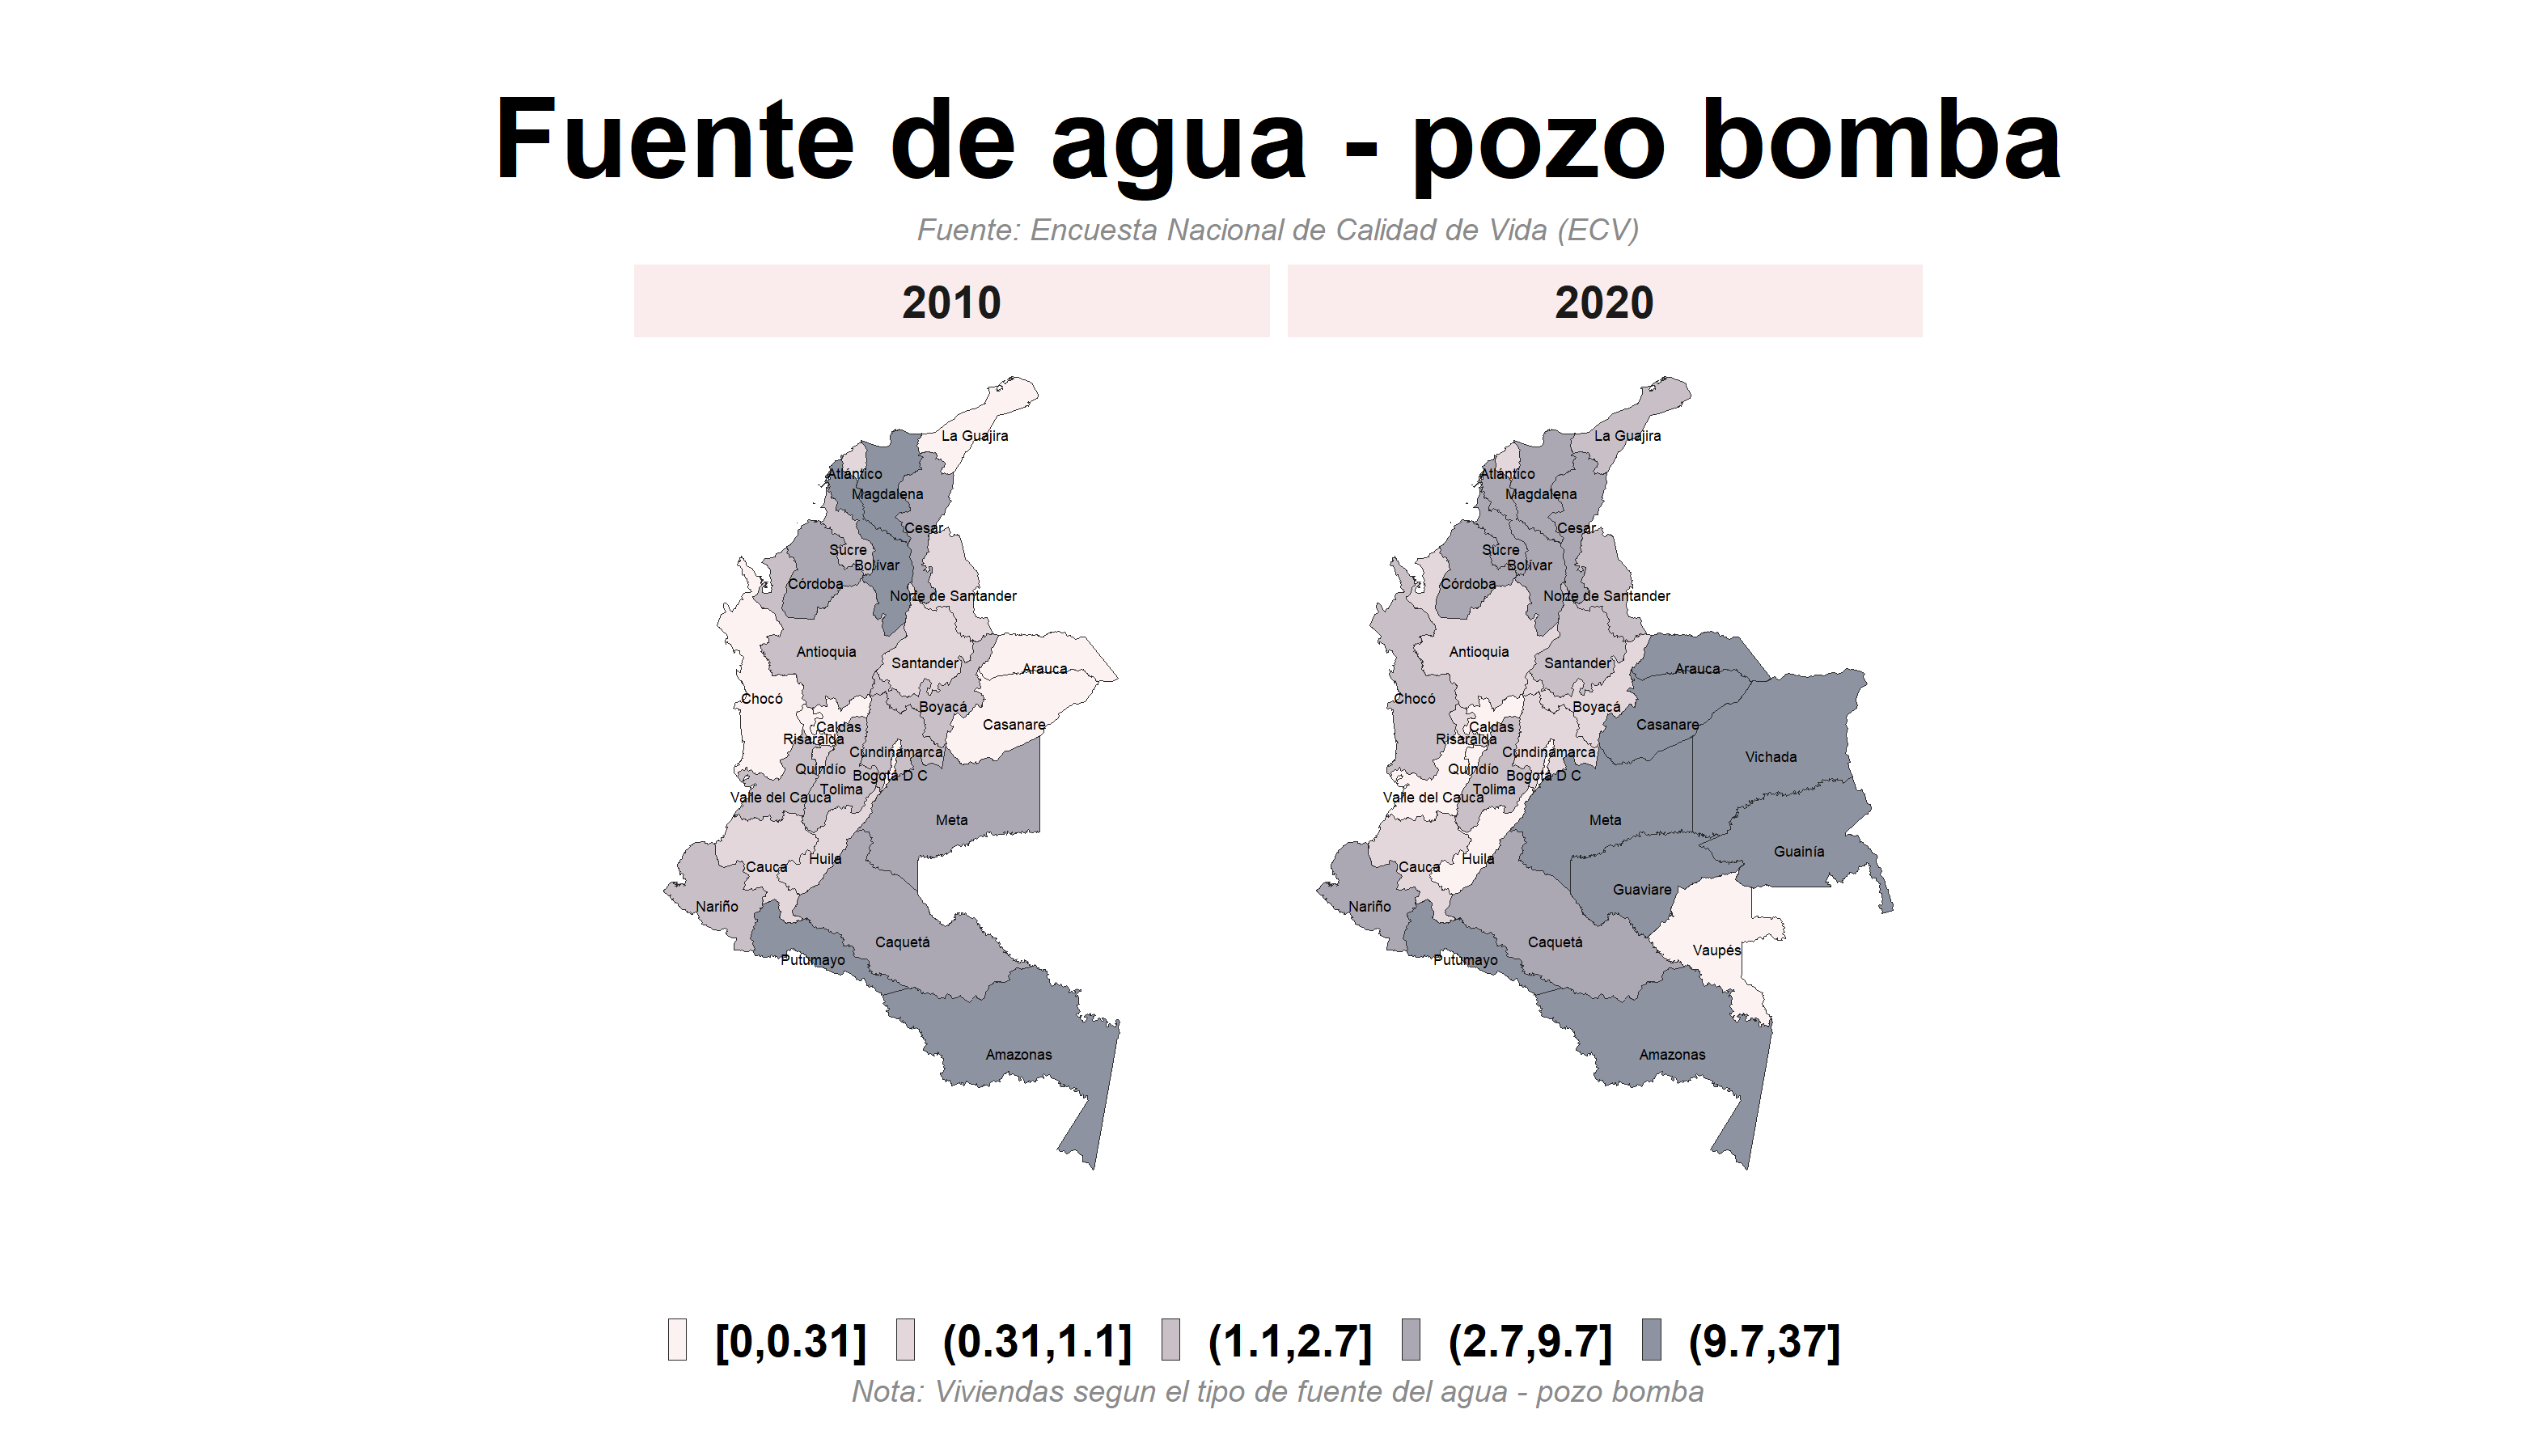 Fuente de agua - pozo bomba
Fuente: Encuesta Nacional de Calidad de Vida (ECV)
2010
La Guajira
Atlántico
Magdalena
Cesar
Sucre
Bolívar
Córdoba
Norte de Santander
Antioquia
Santander
Arauca
Chocó
Boyacá
Casanare
Caldas
Risaralda
Cundinamarca
Quindío
Bogotá D C
Tolima
Valle del Cauca
Meta
Huila
Cauca
Nariño
Caquetá
Putumayo
Amazonas
2020
La Guajira
Atlántico
Magdalena
Cesar
Sucre
Bolívar
Córdoba
Norte de Santander
Antioquia
Santander
Arauca
Chocó
Boyacá
Casanare
Caldas
Risaralda
Cundinamarca
Vichada
Quindío
Bogotá D C
Tolima
Valle del Cauca
Meta
Guainía
Huila
Cauca
Guaviare
Nariño
Caquetá
Vaupés
Putumayo
Amazonas
[0,0.31] (0.31,1.1] (1.1,2.7] (2.7,9.7] (9.7,37]
Nota: Viviendas segun el tipo de fuente del agua - pozo bomba